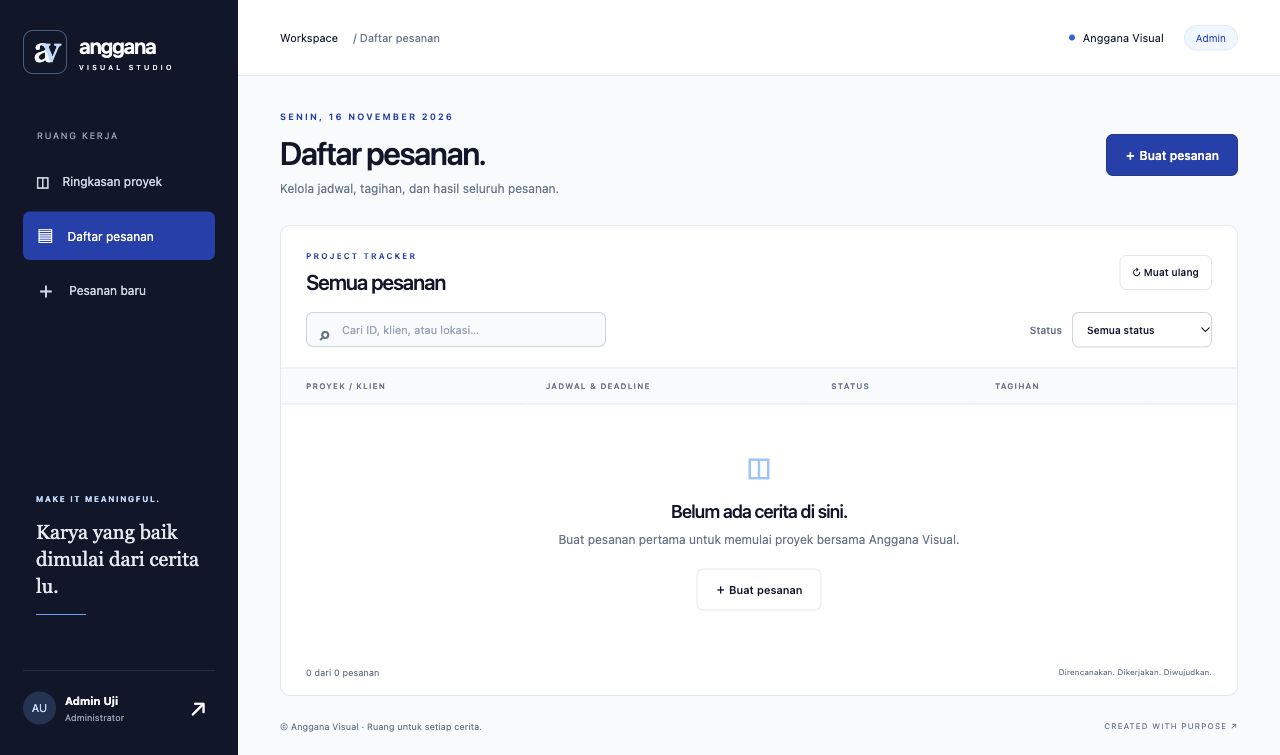 av anggana
VISUAL STUDIO
RUANG KERJA
Ringkasan proyek
Daftar pesanan
+ Pesanan baru
MAKE IT MEANINGFUL.
Karya yang baik
dimulai dari cerita
lu.
AU Admin Uji
Administrator
Workspace / Daftar pesanan
Anggana Visual Admin
SENIN, 16 NOVEMBER 2026
Daftar pesanan.
Kelola jadwal, tagihan, dan hasil seluruh pesanan.
+ Buat pesanan
PROJECT TRACKER
Semua pesanan
↻ Muat ulang
Cari ID, klien, atau lokasi...
Status Semua status
PROYEK / KLIEN JADWAL & DEADLINE STATUS TAGIHAN
Belum ada cerita di sini.
Buat pesanan pertama untuk memulai proyek bersama Anggana Visual.
+ Buat pesanan
0 dari 0 pesanan Direncanakan. Dikerjakan. Diwujudkan.
© Anggana Visual · Ruang untuk setiap cerita. CREATED WITH PURPOSE ↗